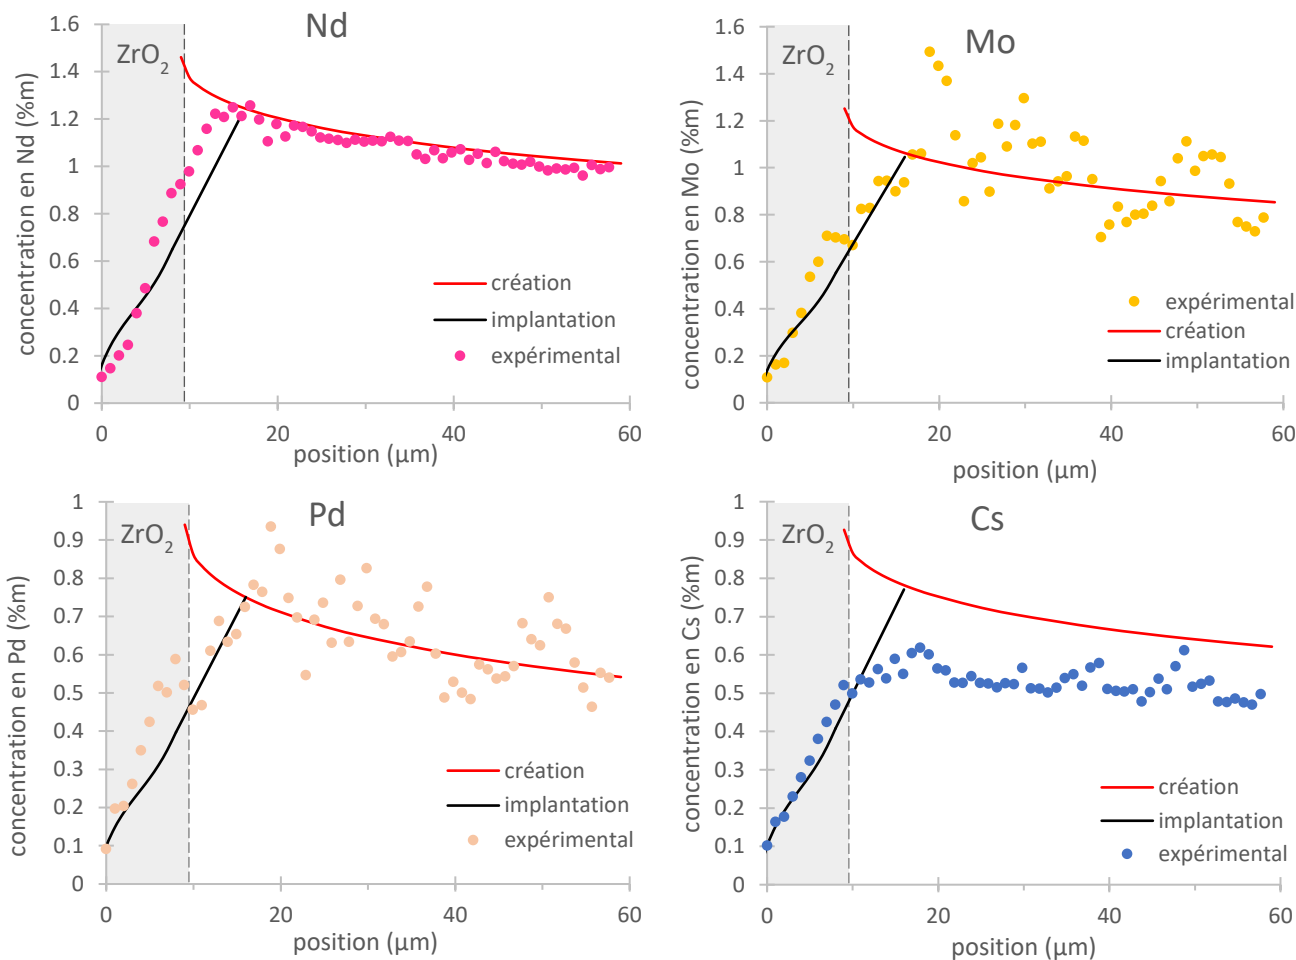 Nd
ZrO2
concentration en Nd (%m)
1.6
1.4
1.2
1
0.8
0.6
0.4
0.2
0
création
implantation
expérimental
0
20
40
60
position (µm)
Mo
ZrO2
concentration en Mo (%m)
1.6
1.4
1.2
1
0.8
0.6
0.4
0.2
0
expérimental
création
implantation
0
20
40
60
position (µm)
Pd
ZrO2
concentration en Pd (%m)
1
0.9
0.8
0.7
0.6
0.5
0.4
0.3
0.2
0.1
0
création
implantation
expérimental
0
20
40
60
position (µm)
Cs
ZrO2
concentration en Cs (%m)
1
0.9
0.8
0.7
0.6
0.5
0.4
0.3
0.2
0.1
0
création
implantation
expérimental
0
20
40
60
position (µm)